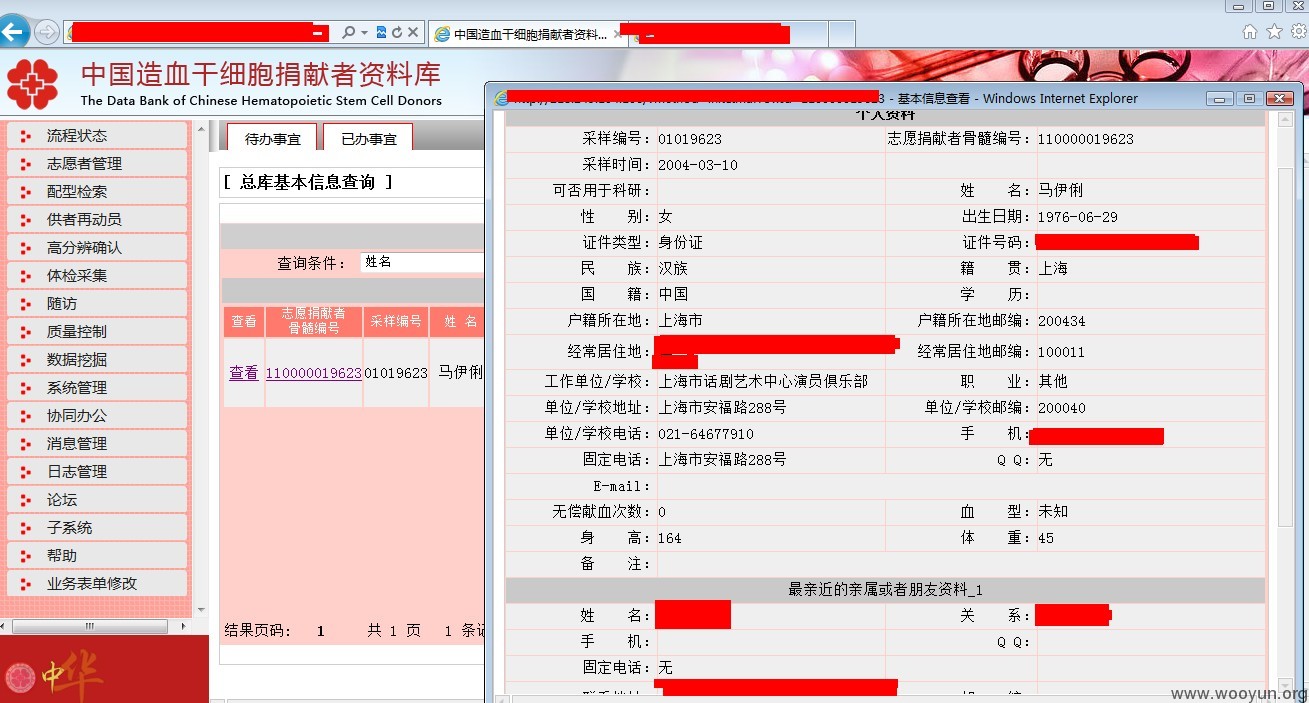 中国造血干细胞捐献者资料...
中国造血干细胞捐献者资料库
The Data Bank of Chinese Hematopoietic Stem Cell Donors
流程状态
志愿者管理
配型检索
供者再动员
高分辨确认
体检采集
随访
质量控制
数据挖掘
系统管理
协同办公
消息管理
日志管理
论坛
子系统
帮助
业务表单修改
中华
待办事宜 已办事宜
[ 总库基本信息查询 ]
查询条件： 姓名
查看 志愿捐献者骨髓编号 采样编号 姓 名
查看 110000019623 01019623 马伊俐
结果页码： 1 共 1 页 1 条
- 基本信息查看 - Windows Internet Explorer
个人资料
采样编号：01019623 志愿捐献者骨髓编号：110000019623
采样时间：2004-03-10
可否用于科研： 姓 名：马伊俐
性 别：女 出生日期：1976-06-29
证件类型：身份证 证件号码：
民 族：汉族 籍 贯：上海
国 籍：中国 学 历：
户籍所在地：上海市 户籍所在地邮编：200434
经常居住地： 经常居住地邮编：100011
工作单位/学校：上海市话剧艺术中心演员俱乐部 职 业：其他
单位/学校地址：上海市安福路288号 单位/学校邮编：200040
单位/学校电话：021-64677910 手 机：
固定电话：上海市安福路288号 Q Q：无
E-mail：
无偿献血次数：0 血 型：未知
身 高：164 体 重：45
备 注：
最亲近的亲属或者朋友资料_1
姓 名： 关 系：
手 机： Q Q：
固定电话：无
www.wooyun.org